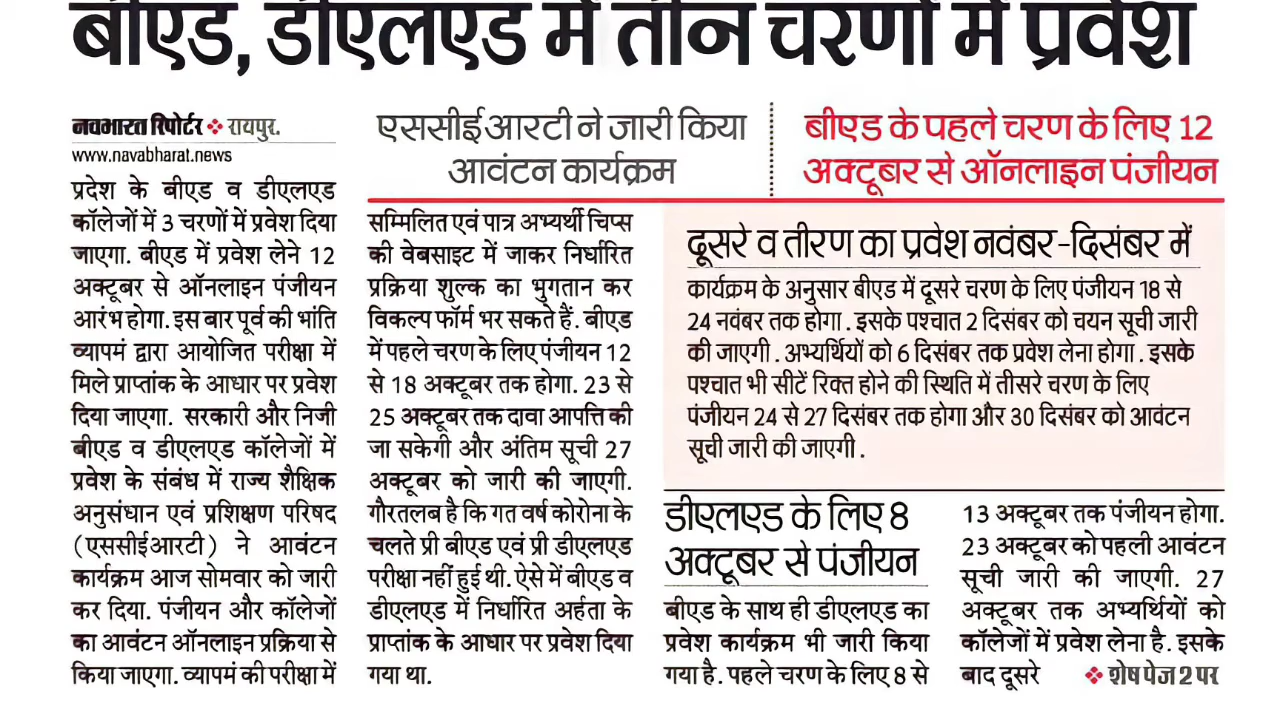 बीएड, डीएलएड में तीन चरणों में प्रवेश
नवभारत रिपोर्टर ❖ रायपुर.
www.navabharat.news
एससीईआरटी ने जारी किया
आवंटन कार्यक्रम
बीएड के पहले चरण के लिए 12
अक्टूबर से ऑनलाइन पंजीयन
प्रदेश के बीएड व डीएलएड
कॉलेजों में 3 चरणों में प्रवेश दिया
जाएगा. बीएड में प्रवेश लेने 12
अक्टूबर से ऑनलाइन पंजीयन
आरंभ होगा. इस बार पूर्व की भांति
व्यापमं द्वारा आयोजित परीक्षा में
मिले प्राप्तांक के आधार पर प्रवेश
दिया जाएगा. सरकारी और निजी
बीएड व डीएलएड कॉलेजों में
प्रवेश के संबंध में राज्य शैक्षिक
अनुसंधान एवं प्रशिक्षण परिषद
(एससीईआरटी) ने आवंटन
कार्यक्रम आज सोमवार को जारी
कर दिया. पंजीयन और कॉलेजों
का आवंटन ऑनलाइन प्रक्रिया से
किया जाएगा. व्यापमं की परीक्षा में
सम्मिलित एवं पात्र अभ्यर्थी चिप्स
की वेबसाइट में जाकर निर्धारित
प्रक्रिया शुल्क का भुगतान कर
विकल्प फॉर्म भर सकते हैं. बीएड
में पहले चरण के लिए पंजीयन 12
से 18 अक्टूबर तक होगा. 23 से
25 अक्टूबर तक दावा आपत्ति की
जा सकेगी और अंतिम सूची 27
अक्टूबर को जारी की जाएगी.
गौरतलब है कि गत वर्ष कोरोना के
चलते प्री बीएड एवं प्री डीएलएड
परीक्षा नहीं हुई थी. ऐसे में बीएड व
डीएलएड में निर्धारित अर्हता के
प्राप्तांक के आधार पर प्रवेश दिया
गया था.
दूसरे व तीरण का प्रवेश नवंबर-दिसंबर में
कार्यक्रम के अनुसार बीएड में दूसरे चरण के लिए पंजीयन 18 से
24 नवंबर तक होगा. इसके पश्चात 2 दिसंबर को चयन सूची जारी
की जाएगी. अभ्यर्थियों को 6 दिसंबर तक प्रवेश लेना होगा. इसके
पश्चात भी सीटें रिक्त होने की स्थिति में तीसरे चरण के लिए
पंजीयन 24 से 27 दिसंबर तक होगा और 30 दिसंबर को आवंटन
सूची जारी की जाएगी.
डीएलएड के लिए 8
अक्टूबर से पंजीयन
बीएड के साथ ही डीएलएड का
प्रवेश कार्यक्रम भी जारी किया
गया है. पहले चरण के लिए 8 से
13 अक्टूबर तक पंजीयन होगा.
23 अक्टूबर को पहली आवंटन
सूची जारी की जाएगी. 27
अक्टूबर तक अभ्यर्थियों को
कॉलेजों में प्रवेश लेना है. इसके
बाद दूसरे ❖ शेष पेज 2 पर